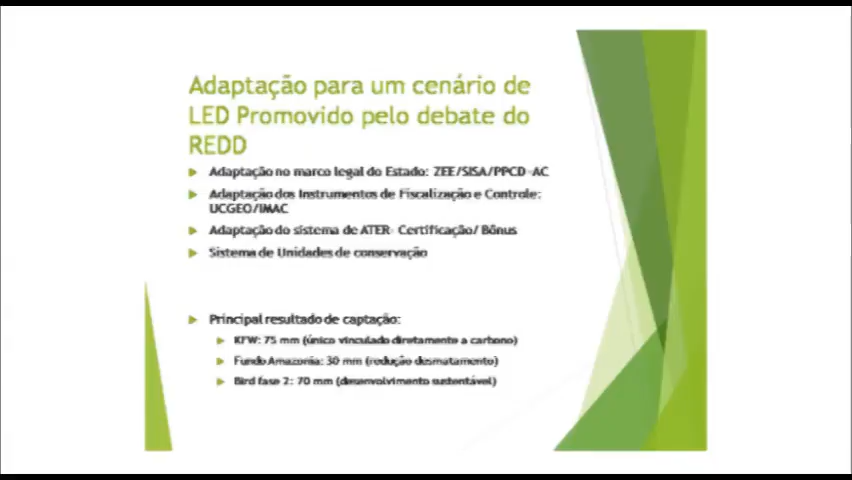 Adaptação para um cenário de
LED Promovido pelo debate do
REDD
Adaptação no marco legal do Estado: ZEE/SISA/PPCD-AC
Adaptação dos Instrumentos de Fiscalização e Controle:
UCGEO/IMAC
Adaptação do sistema de ATER- Certificação/ Bônus
Sistema de Unidades de conservação
Principal resultado de captação:
KFW: 75 mm (único vinculado diretamente a carbono)
Fundo Amazonia: 30 mm (redução desmatamento)
Bird fase 2: 70 mm (desenvolvimento sustentável)